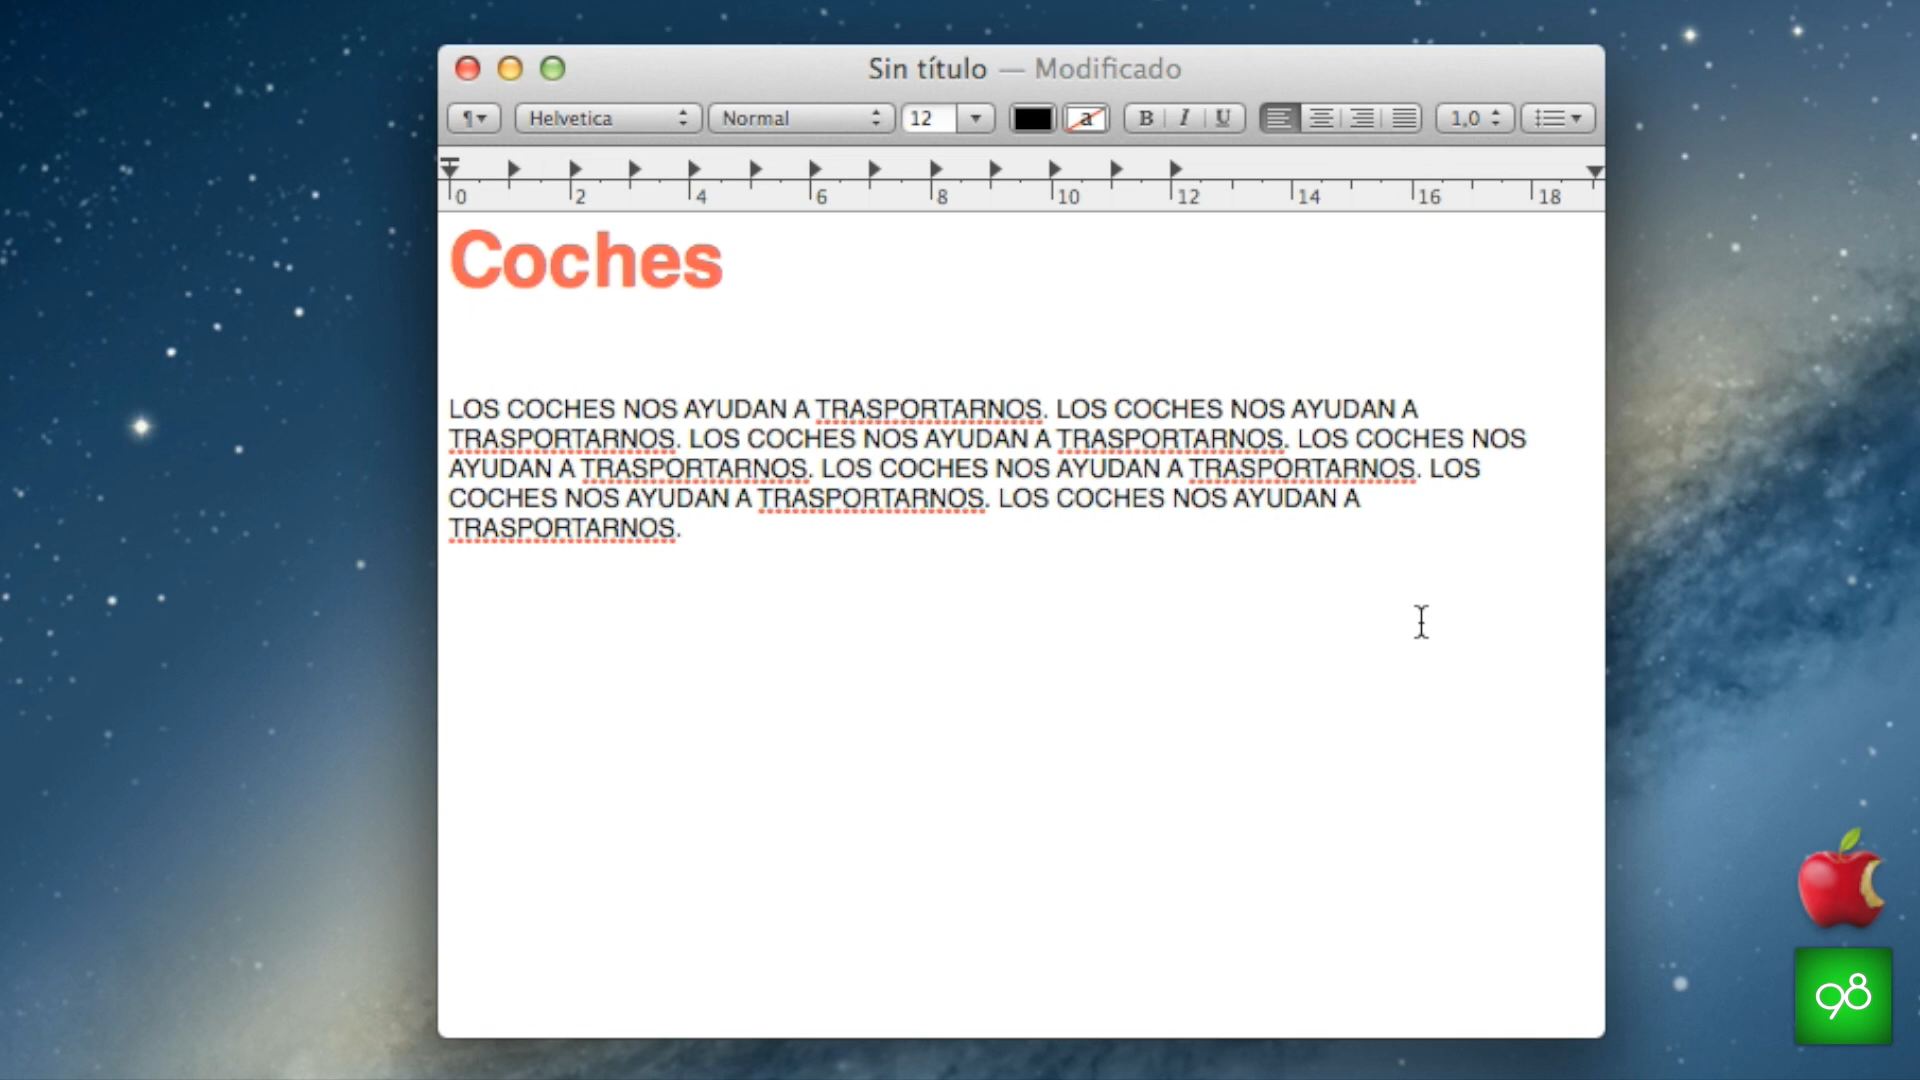 Sin título — Modificado
¶ Helvetica Normal 12 a B I U 1,0
0 2 4 6 8 10 12 14 16 18
Coches
LOS COCHES NOS AYUDAN A TRASPORTARNOS. LOS COCHES NOS AYUDAN A
TRASPORTARNOS. LOS COCHES NOS AYUDAN A TRASPORTARNOS. LOS COCHES NOS
AYUDAN A TRASPORTARNOS. LOS COCHES NOS AYUDAN A TRASPORTARNOS. LOS
COCHES NOS AYUDAN A TRASPORTARNOS. LOS COCHES NOS AYUDAN A
TRASPORTARNOS.
98